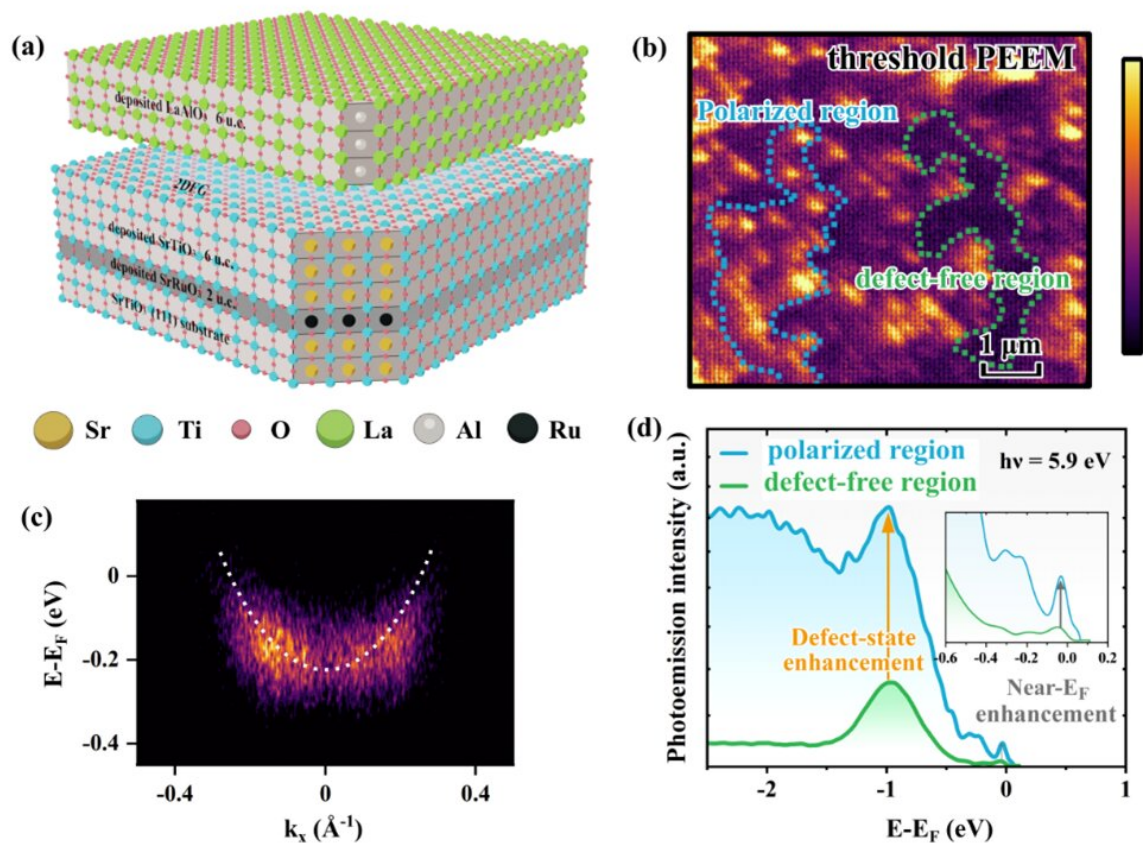 (a)
deposited LaAlO₃ 6 u.c.
2DEG
deposited SrTiO₃ 6 u.c.
deposited SrRuO₃ 2 u.c.
SrTiO₃ (111) substrate
Sr Ti O La Al Ru
(b)
threshold PEEM
Polarized region
defect-free region
1 μm
(c)
E-E_F (eV)
0
-0.2
-0.4
-0.4 0 0.4
kₓ (Å⁻¹)
(d)
Photoemission intensity (a.u.)
polarized region
defect-free region
hν = 5.9 eV
Defect-state
enhancement
-0.6 -0.4 -0.2 0.0 0.2
Near-E_F
enhancement
-2 -1 0 1
E-E_F (eV)